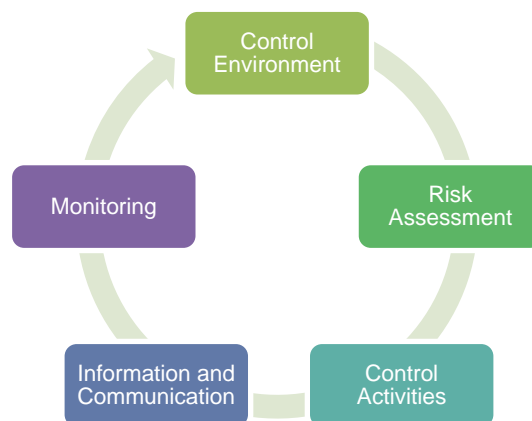 Control
Environment
Risk
Assessment
Control
Activities
Information and
Communication
Monitoring